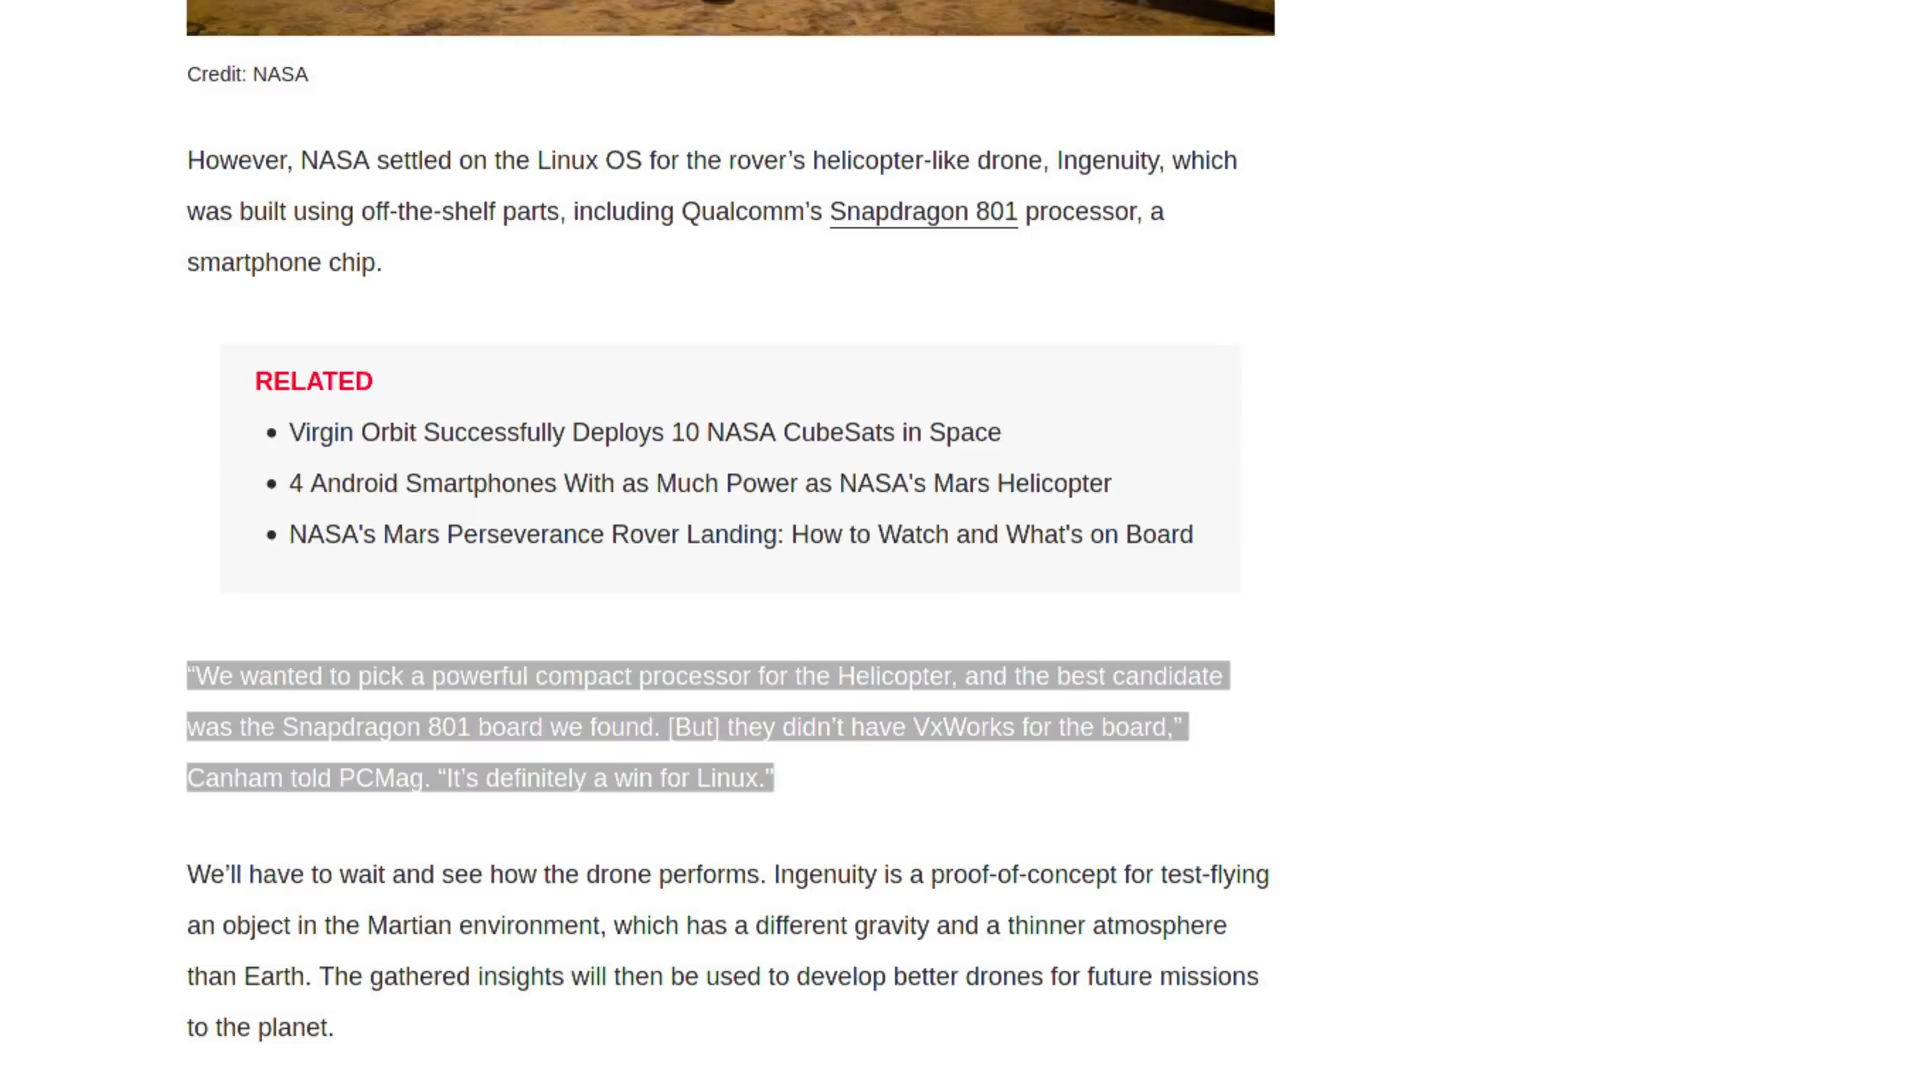 Credit: NASA
However, NASA settled on the Linux OS for the rover’s helicopter-like drone, Ingenuity, which
was built using off-the-shelf parts, including Qualcomm’s Snapdragon 801 processor, a
smartphone chip.
RELATED
• Virgin Orbit Successfully Deploys 10 NASA CubeSats in Space
• 4 Android Smartphones With as Much Power as NASA's Mars Helicopter
• NASA's Mars Perseverance Rover Landing: How to Watch and What's on Board
“We wanted to pick a powerful compact processor for the Helicopter, and the best candidate
was the Snapdragon 801 board we found. [But] they didn’t have VxWorks for the board,”
Canham told PCMag. “It’s definitely a win for Linux."
We’ll have to wait and see how the drone performs. Ingenuity is a proof-of-concept for test-flying
an object in the Martian environment, which has a different gravity and a thinner atmosphere
than Earth. The gathered insights will then be used to develop better drones for future missions
to the planet.